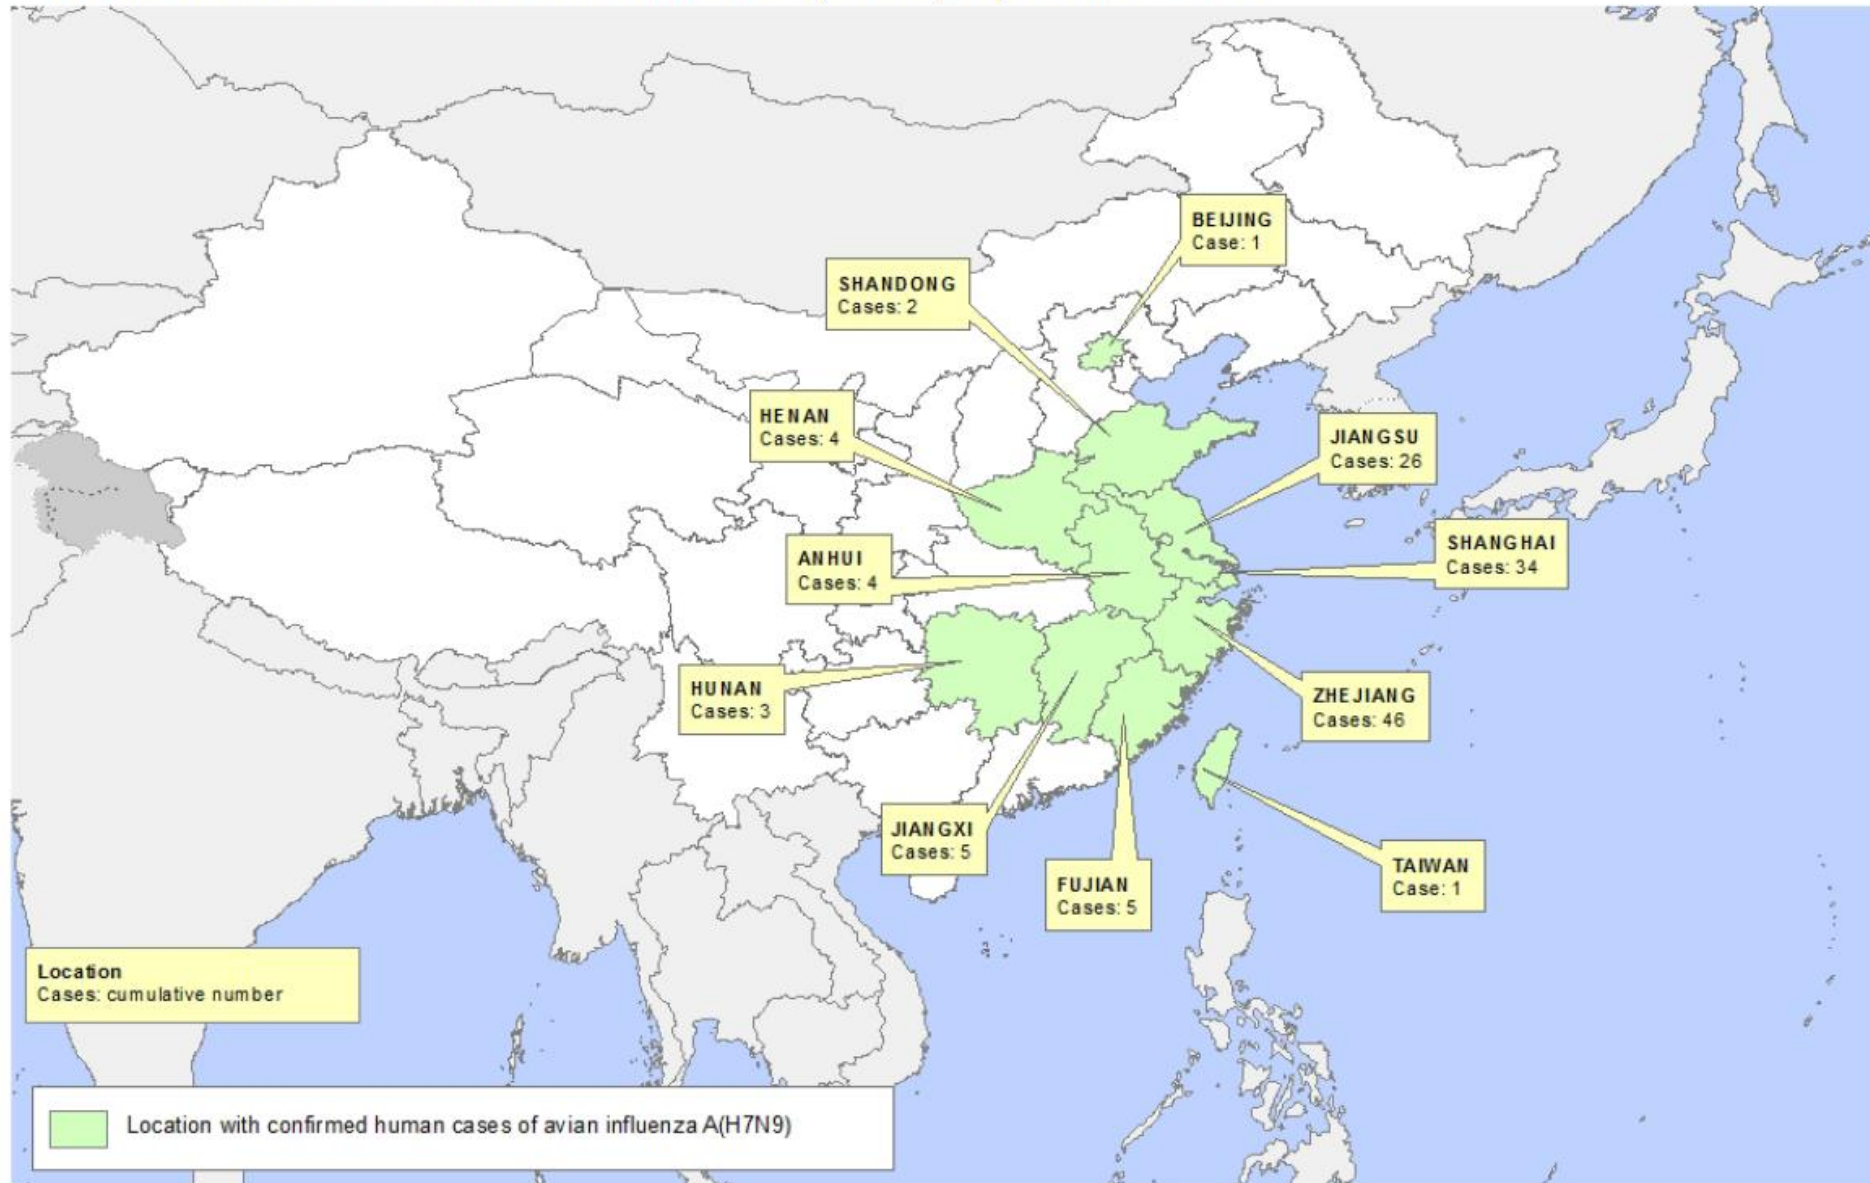 BEIJING
Case: 1
SHANDONG
Cases: 2
HENAN
Cases: 4
JIANGSU
Cases: 26
SHANGHAI
Cases: 34
ANHUI
Cases: 4
HUNAN
Cases: 3
ZHEJIANG
Cases: 46
JIANGXI
Cases: 5
FUJIAN
Cases: 5
TAIWAN
Case: 1
Location
Cases: cumulative number
Location with confirmed human cases of avian influenza A(H7N9)